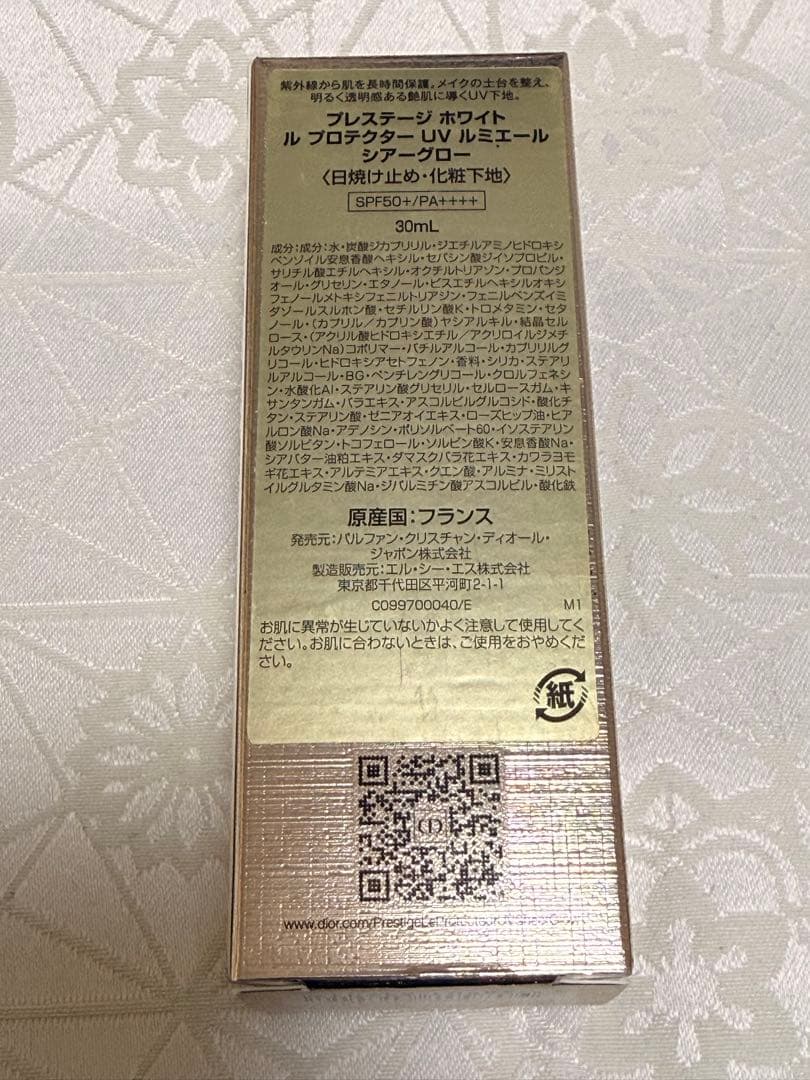 紫外線から肌を長時間保護。メイクの土台を整え、
明るく透明感ある艶肌に導くUV下地。
プレステージ ホワイト
ル プロテクター UV ルミエール
シアーグロー
〈日焼け止め・化粧下地〉
SPF50+/PA++++
30mL
成分:成分:水・炭酸ジカプリリル・ジエチルアミノヒドロキシ
ベンゾイル安息香酸ヘキシル・セバシン酸ジイソプロピル・
サリチル酸エチルヘキシル・オクチルトリアゾン・プロパンジ
オール・グリセリン・エタノール・ビスエチルヘキシルオキシ
フェノールメトキシフェニルトリアジン・フェニルベンズイミ
ダゾールスルホン酸・セチルリン酸K・トロメタミン・セタ
ノール・(カプリル/カプリン酸)ヤシアルキル・結晶セル
ロース・(アクリル酸ヒドロキシエチル/アクリロイルジメチ
ルタウリンNa)コポリマー・バチルアルコール・カプリリルグ
リコール・ヒドロキシアセトフェノン・香料・シリカ・ステアリ
ルアルコール・BG・ペンチレングリコール・クロルフェネシ
ン・水酸化Al・ステアリン酸グリセリル・セルロースガム・キ
サンタンガム・バラエキス・アスコルビルグルコシド・酸化チ
タン・ステアリン酸・ゼニアオイエキス・ローズヒップ油・ヒア
ルロン酸Na・アデノシン・ポリソルベート60・イソステアリン
酸ソルビタン・トコフェロール・ソルビン酸K・安息香酸Na・
シアバター油粕エキス・ダマスクバラ花エキス・カワラヨモ
ギ花エキス・アルテミアエキス・クエン酸・アルミナ・ミリスト
イルグルタミン酸Na・ジパルミチン酸アスコルビル・酸化鉄
原産国:フランス
発売元:パルファン・クリスチャン・ディオール・
ジャポン株式会社
製造販売元:エル・シー・エス株式会社
東京都千代田区平河町2-1-1
C099700040/E M1
お肌に異常が生じていないかよく注意して使用してく
ださい。お肌に合わないときは、ご使用をおやめくだ
さい。
紙
CD